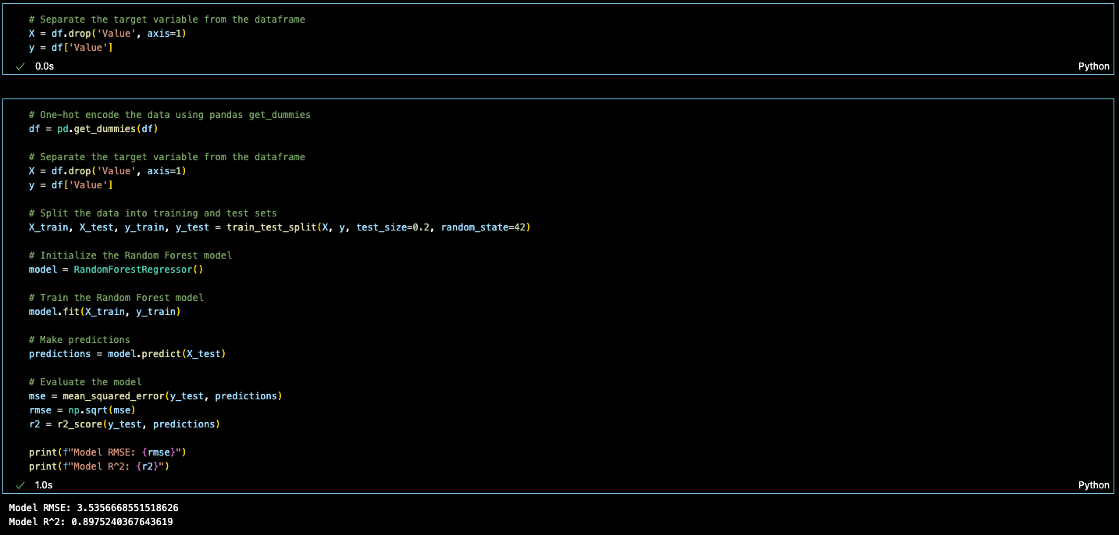 # Separate the target variable from the dataframe
X = df.drop('Value', axis=1)
y = df['Value']
0.0s
Python
# One-hot encode the data using pandas get_dummies
df = pd.get_dummies(df)
# Separate the target variable from the dataframe
X = df.drop('Value', axis=1)
y = df['Value']
# Split the data into training and test sets
X_train, X_test, y_train, y_test = train_test_split(X, y, test_size=0.2, random_state=42)
# Initialize the Random Forest model
model = RandomForestRegressor()
# Train the Random Forest model
model.fit(X_train, y_train)
# Make predictions
predictions = model.predict(X_test)
# Evaluate the model
mse = mean_squared_error(y_test, predictions)
rmse = np.sqrt(mse)
r2 = r2_score(y_test, predictions)
print(f"Model RMSE: {rmse}")
print(f"Model R^2: {r2}")
1.0s
Python
Model RMSE: 3.5356668551518626
Model R^2: 0.8975240367643619